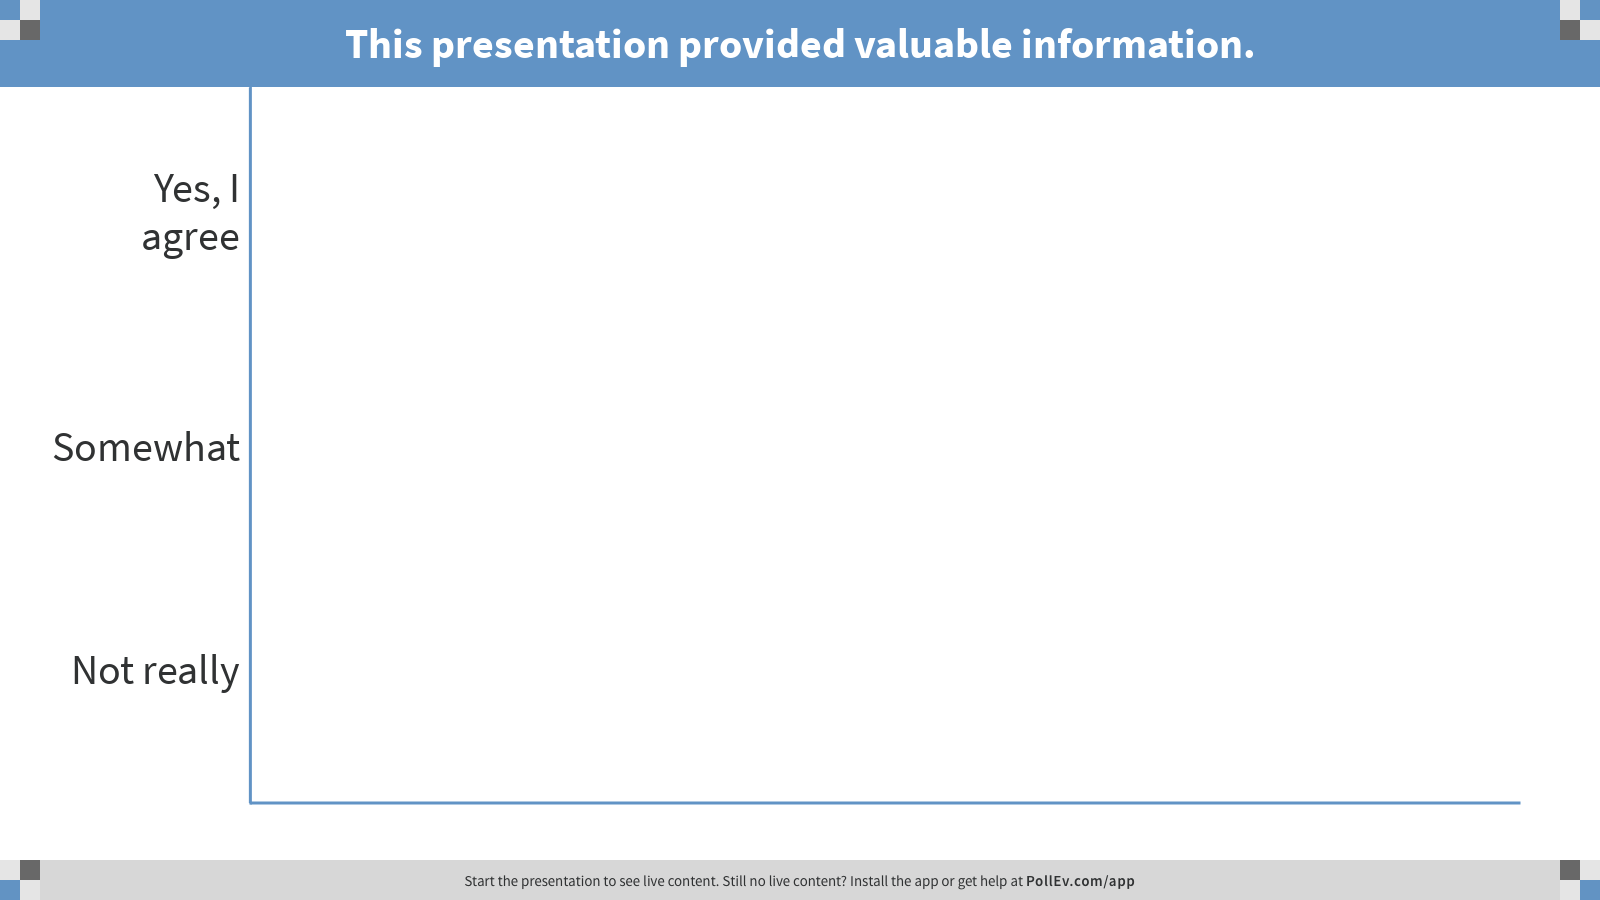 This presentation provided valuable information.
Yes, I
agree
Somewhat
Not really
Start the presentation to see live content. Still no live content? Install the app or get help at PollEv.com/app